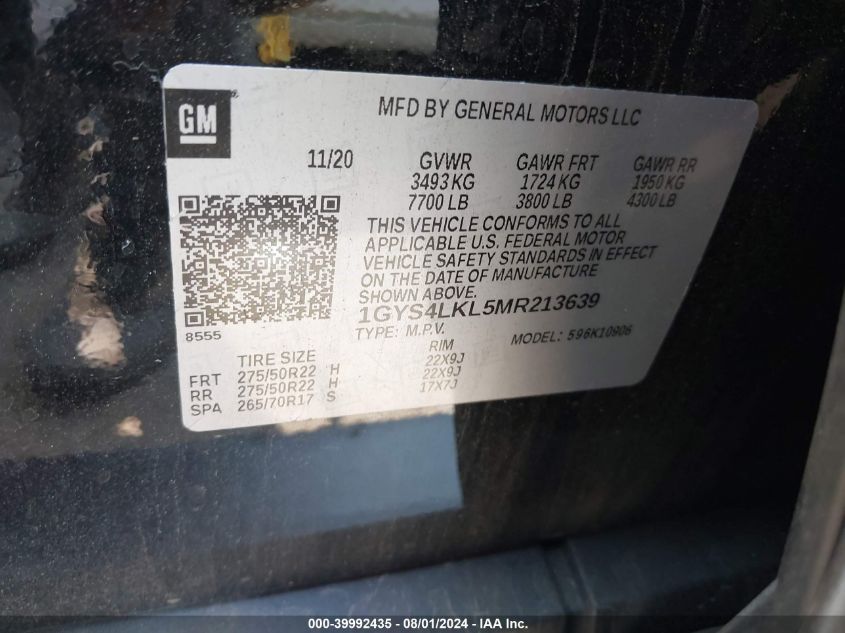 GM
MFD BY GENERAL MOTORS LLC
11/20 GVWR GAWR FRT GAWR RR
3493 KG 1724 KG 1950 KG
7700 LB 3800 LB 4300 LB
THIS VEHICLE CONFORMS TO ALL
APPLICABLE U.S. FEDERAL MOTOR
VEHICLE SAFETY STANDARDS IN EFFECT
ON THE DATE OF MANUFACTURE
SHOWN ABOVE.
1GYS4LKL5MR213639
8555
TYPE: M.P.V. MODEL: 596K10906
TIRE SIZE RIM
FRT 275/50R22 H 22X9J
RR 275/50R22 H 22X9J
SPA 265/70R17 S 17X7J
000-39992435 - 08/01/2024 - IAA, Inc.